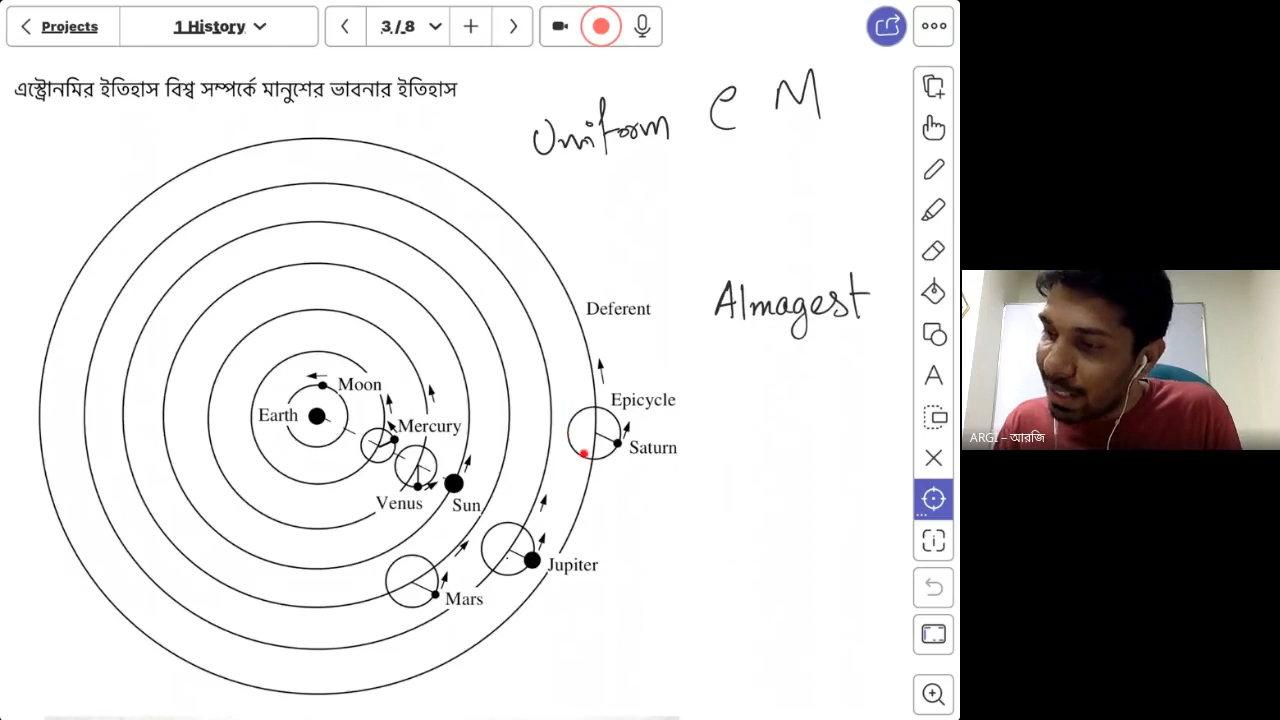 Projects
1 History
3 / 8
এস্ট্রোনমির ইতিহাস বিশ্ব সম্পর্কে মানুশের ভাবনার ইতিহাস
Uniform C M
Almagest
Deferent
Epicycle
Moon
Earth
Mercury
Saturn
Venus
Sun
Jupiter
Mars
A
ARGI – আরজি